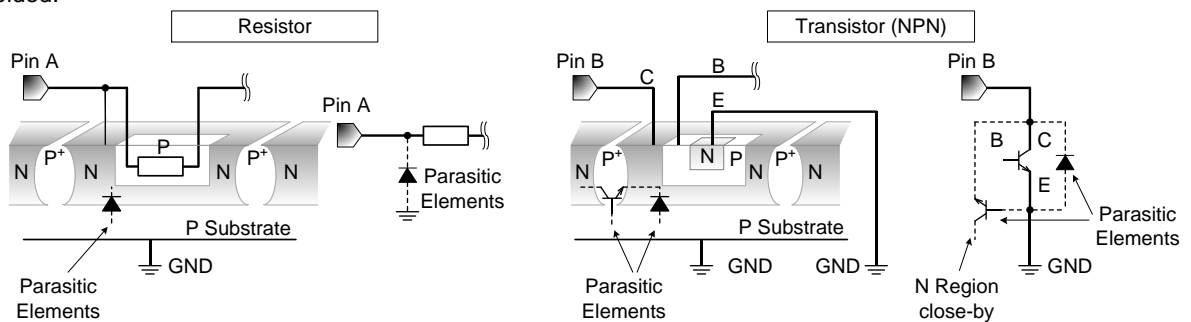 Resistor
Transistor (NPN)
Pin A
Pin B
C
B
E
Pin B
Pin A
N
P+
N
P
N
P+
N
Parasitic
Elements
P Substrate
GND
Parasitic
Elements
N
P+
N
N
P
N
P+
N
P Substrate
GND
GND
Parasitic
Elements
B
C
E
Parasitic
Elements
GND
N Region
close-by